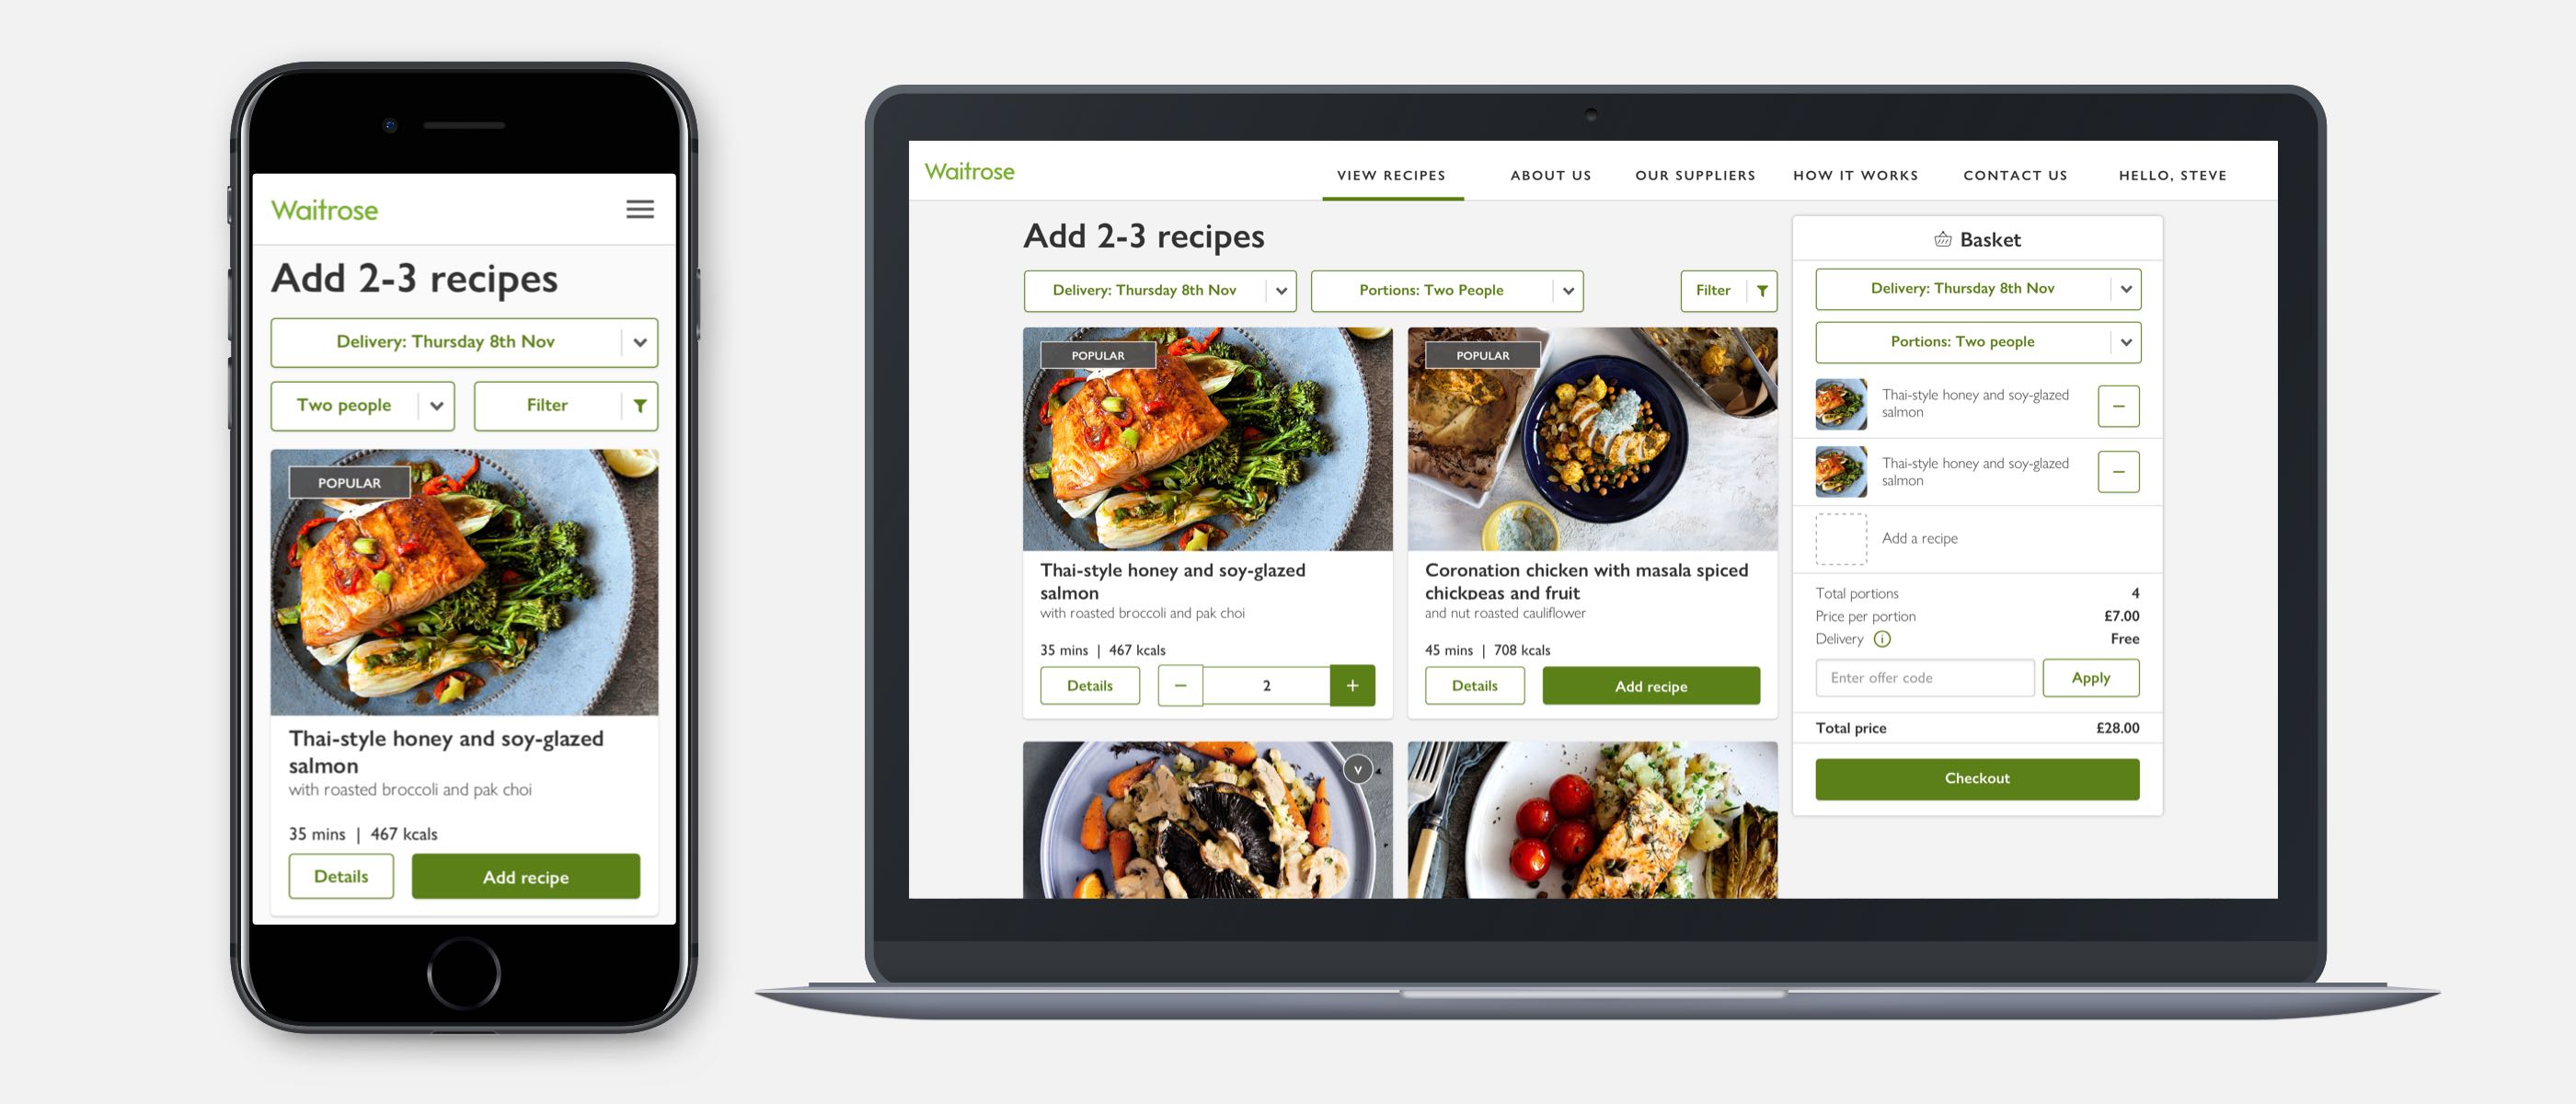 Waitrose
Add 2-3 recipes
Delivery: Thursday 8th Nov
Two people
Filter
POPULAR
Thai-style honey and soy-glazed
salmon
with roasted broccoli and pak choi
35 mins | 467 kcals
Details
Add recipe
Waitrose
VIEW RECIPES
ABOUT US
OUR SUPPLIERS
HOW IT WORKS
CONTACT US
HELLO, STEVE
Add 2-3 recipes
Delivery: Thursday 8th Nov
Portions: Two People
Filter
POPULAR
Thai-style honey and soy-glazed
salmon
with roasted broccoli and pak choi
35 mins | 467 kcals
Details
− 2 +
POPULAR
Coronation chicken with masala spiced
chickpeas and fruit
and nut roasted cauliflower
45 mins | 708 kcals
Details
Add recipe
V
Basket
Delivery: Thursday 8th Nov
Portions: Two people
Thai-style honey and soy-glazed
salmon
−
Thai-style honey and soy-glazed
salmon
−
Add a recipe
Total portions 4
Price per portion £7.00
Delivery i Free
Enter offer code
Apply
Total price £28.00
Checkout